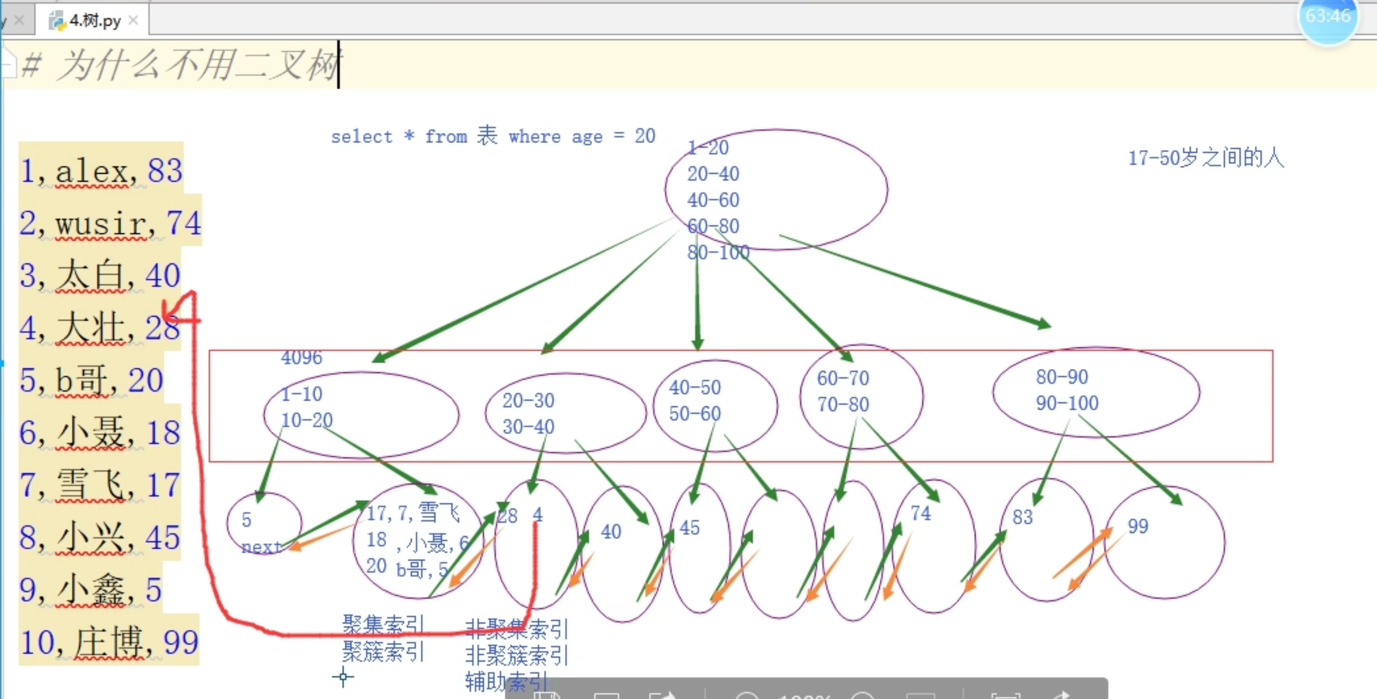 4.树.py
63:46
# 为什么不用二叉树
select * from 表 where age = 20
17-50岁之间的人
1,alex,83
2,wusir,74
3,太白,40
4,大壮,28
5,b哥,20
6,小聂,18
7,雪飞,17
8,小兴,45
9,小鑫,5
10,庄博,99
1-20
20-40
40-60
60-80
80-100
4096
1-10
10-20
20-30
30-40
40-50
50-60
60-70
70-80
80-90
90-100
5
next
17,7,雪飞
18 ,小聂,6
20 b哥,5
28 4
40
45
74
83
99
聚集索引
聚簇索引
非聚集索引
非聚簇索引
辅助索引